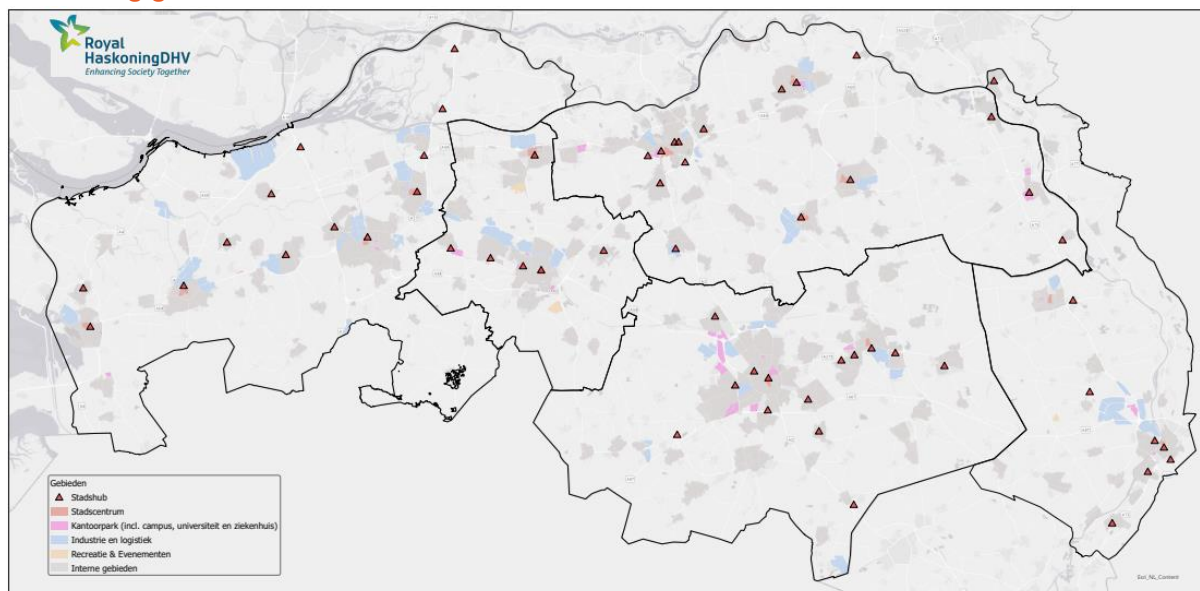 Royal
HaskoningDHV
Enhancing Society Together
Gebieden
Stadshub
Stadscentrum
Kantoorpark (incl. campus, universiteit en ziekenhuis)
Industrie en logistiek
Recreatie & Evenementen
Interne gebieden
Esri_NL_Content